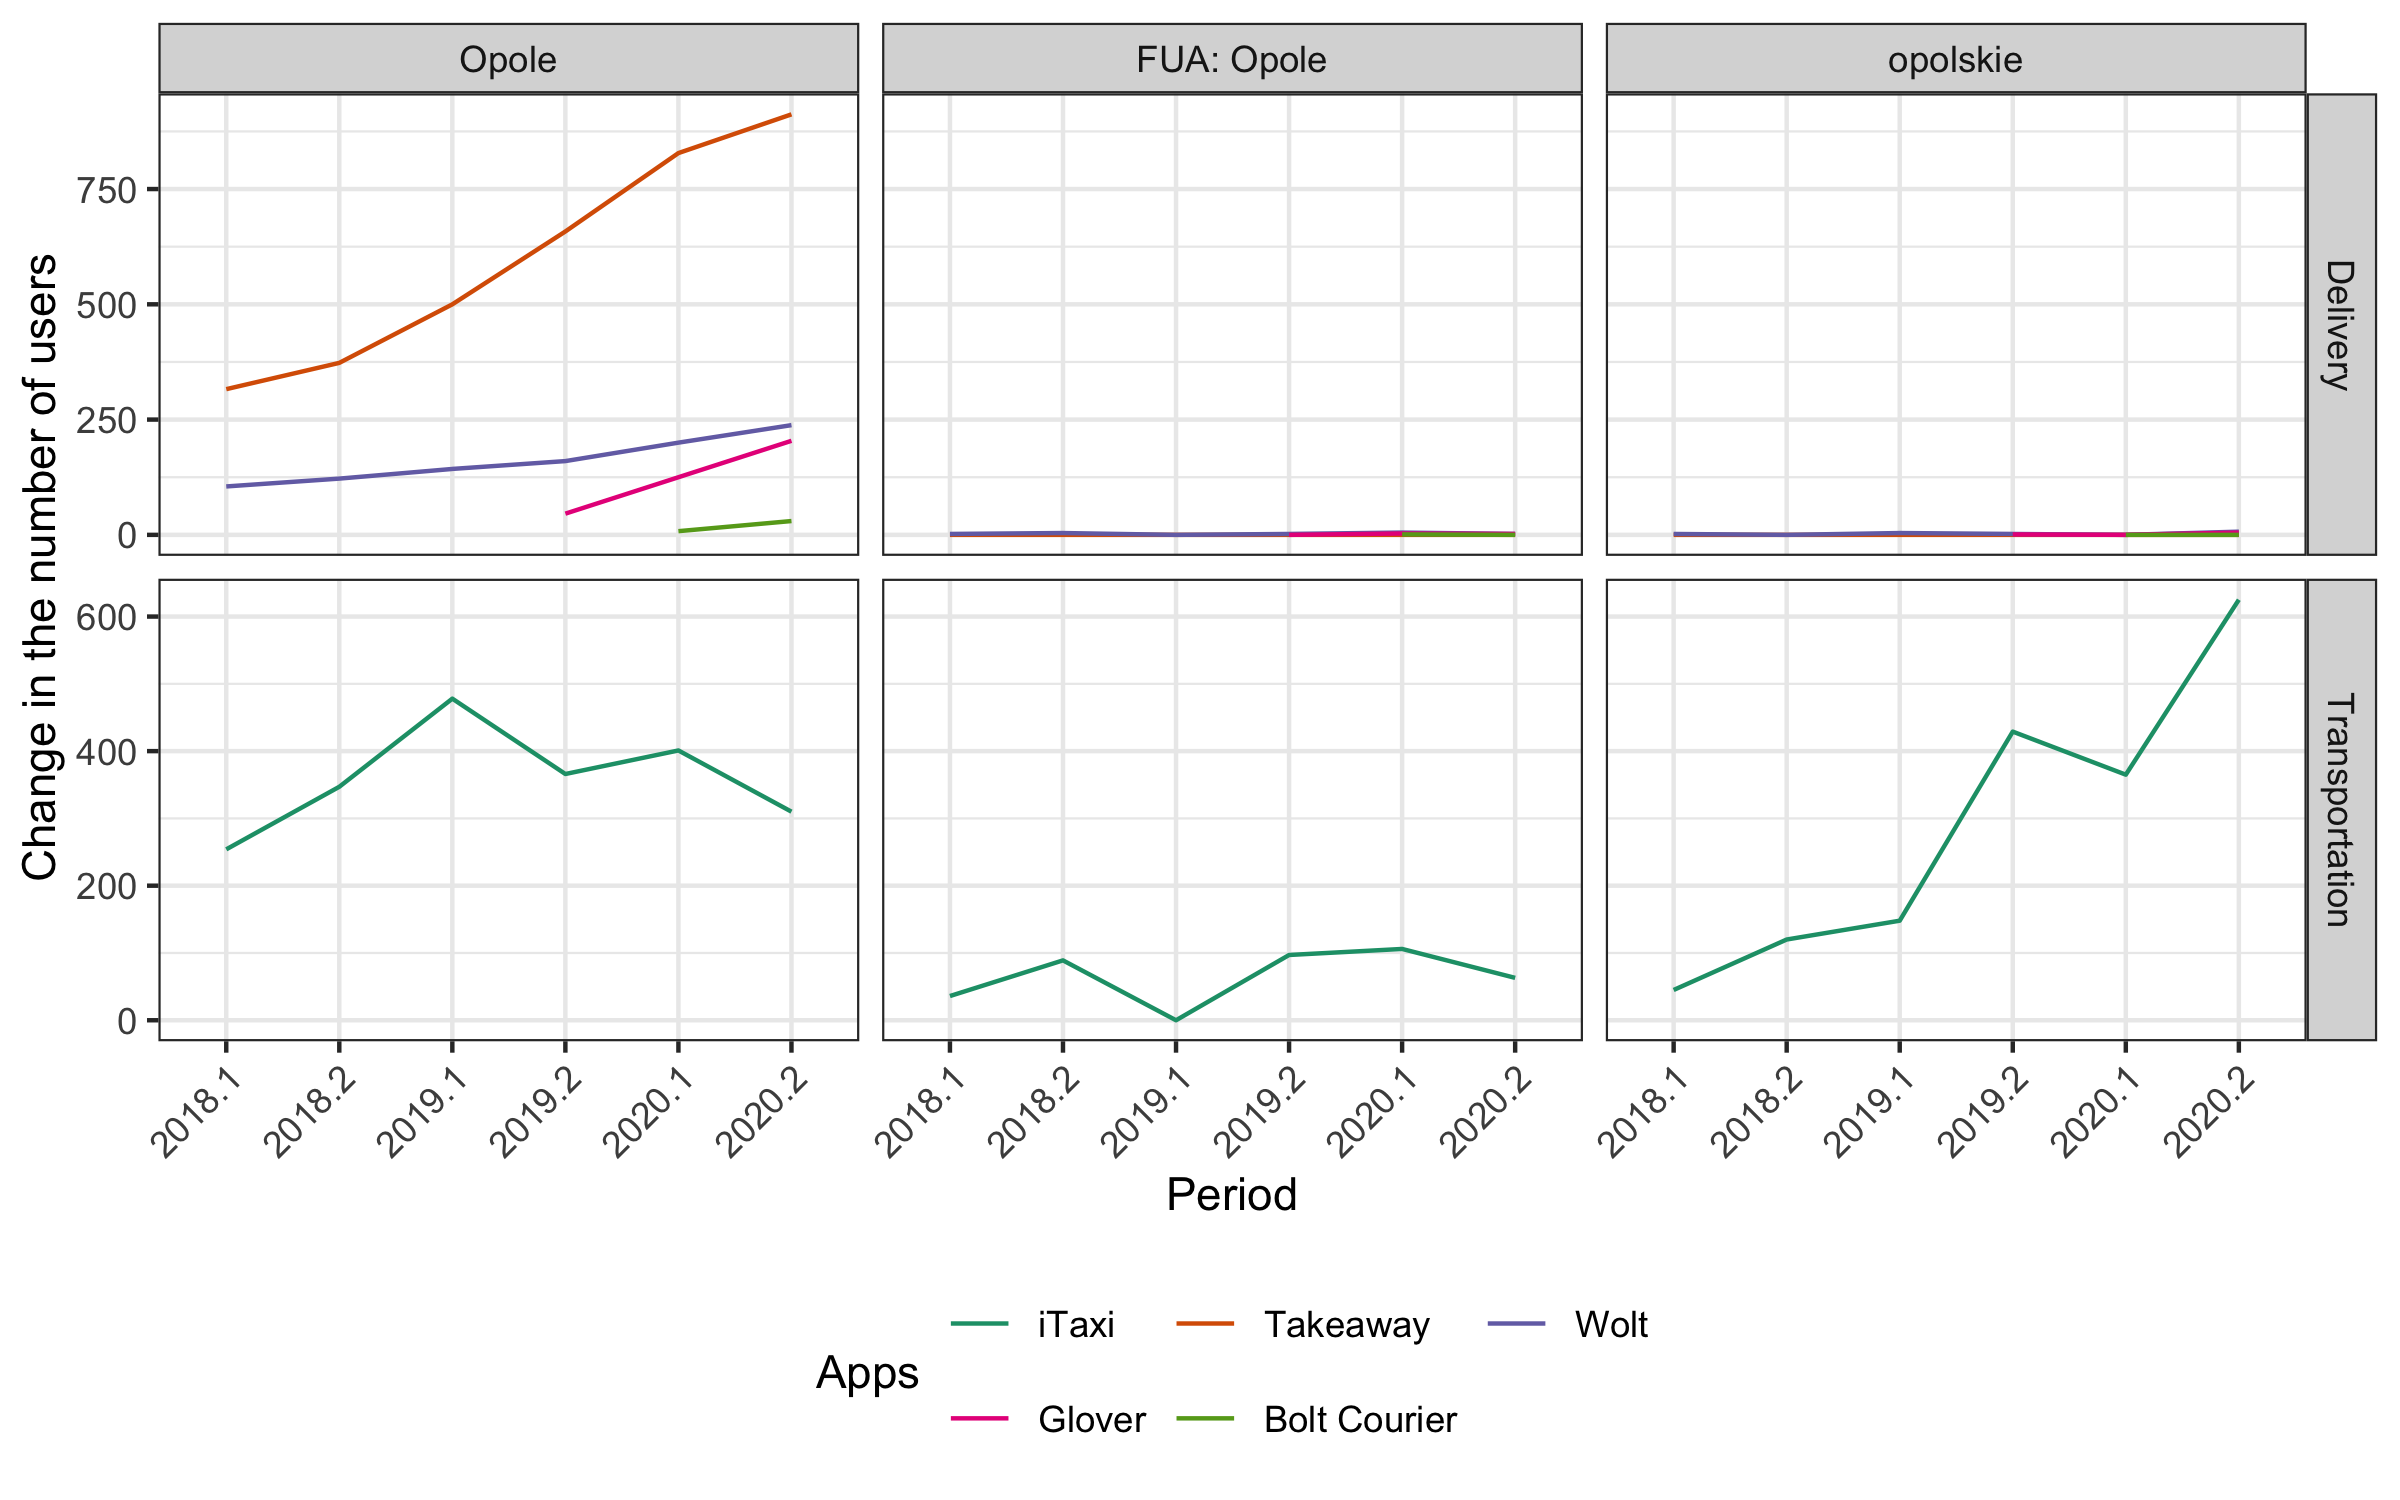 Opole
FUA: Opole
opolskie
Change in the number of users
750
500
250
0
Delivery
600
400
200
0
Transportation
2018.1 2018.2 2019.1 2019.2 2020.1 2020.2
2018.1 2018.2 2019.1 2019.2 2020.1 2020.2
2018.1 2018.2 2019.1 2019.2 2020.1 2020.2
Period
Apps
iTaxi Takeaway Wolt
Glover Bolt Courier